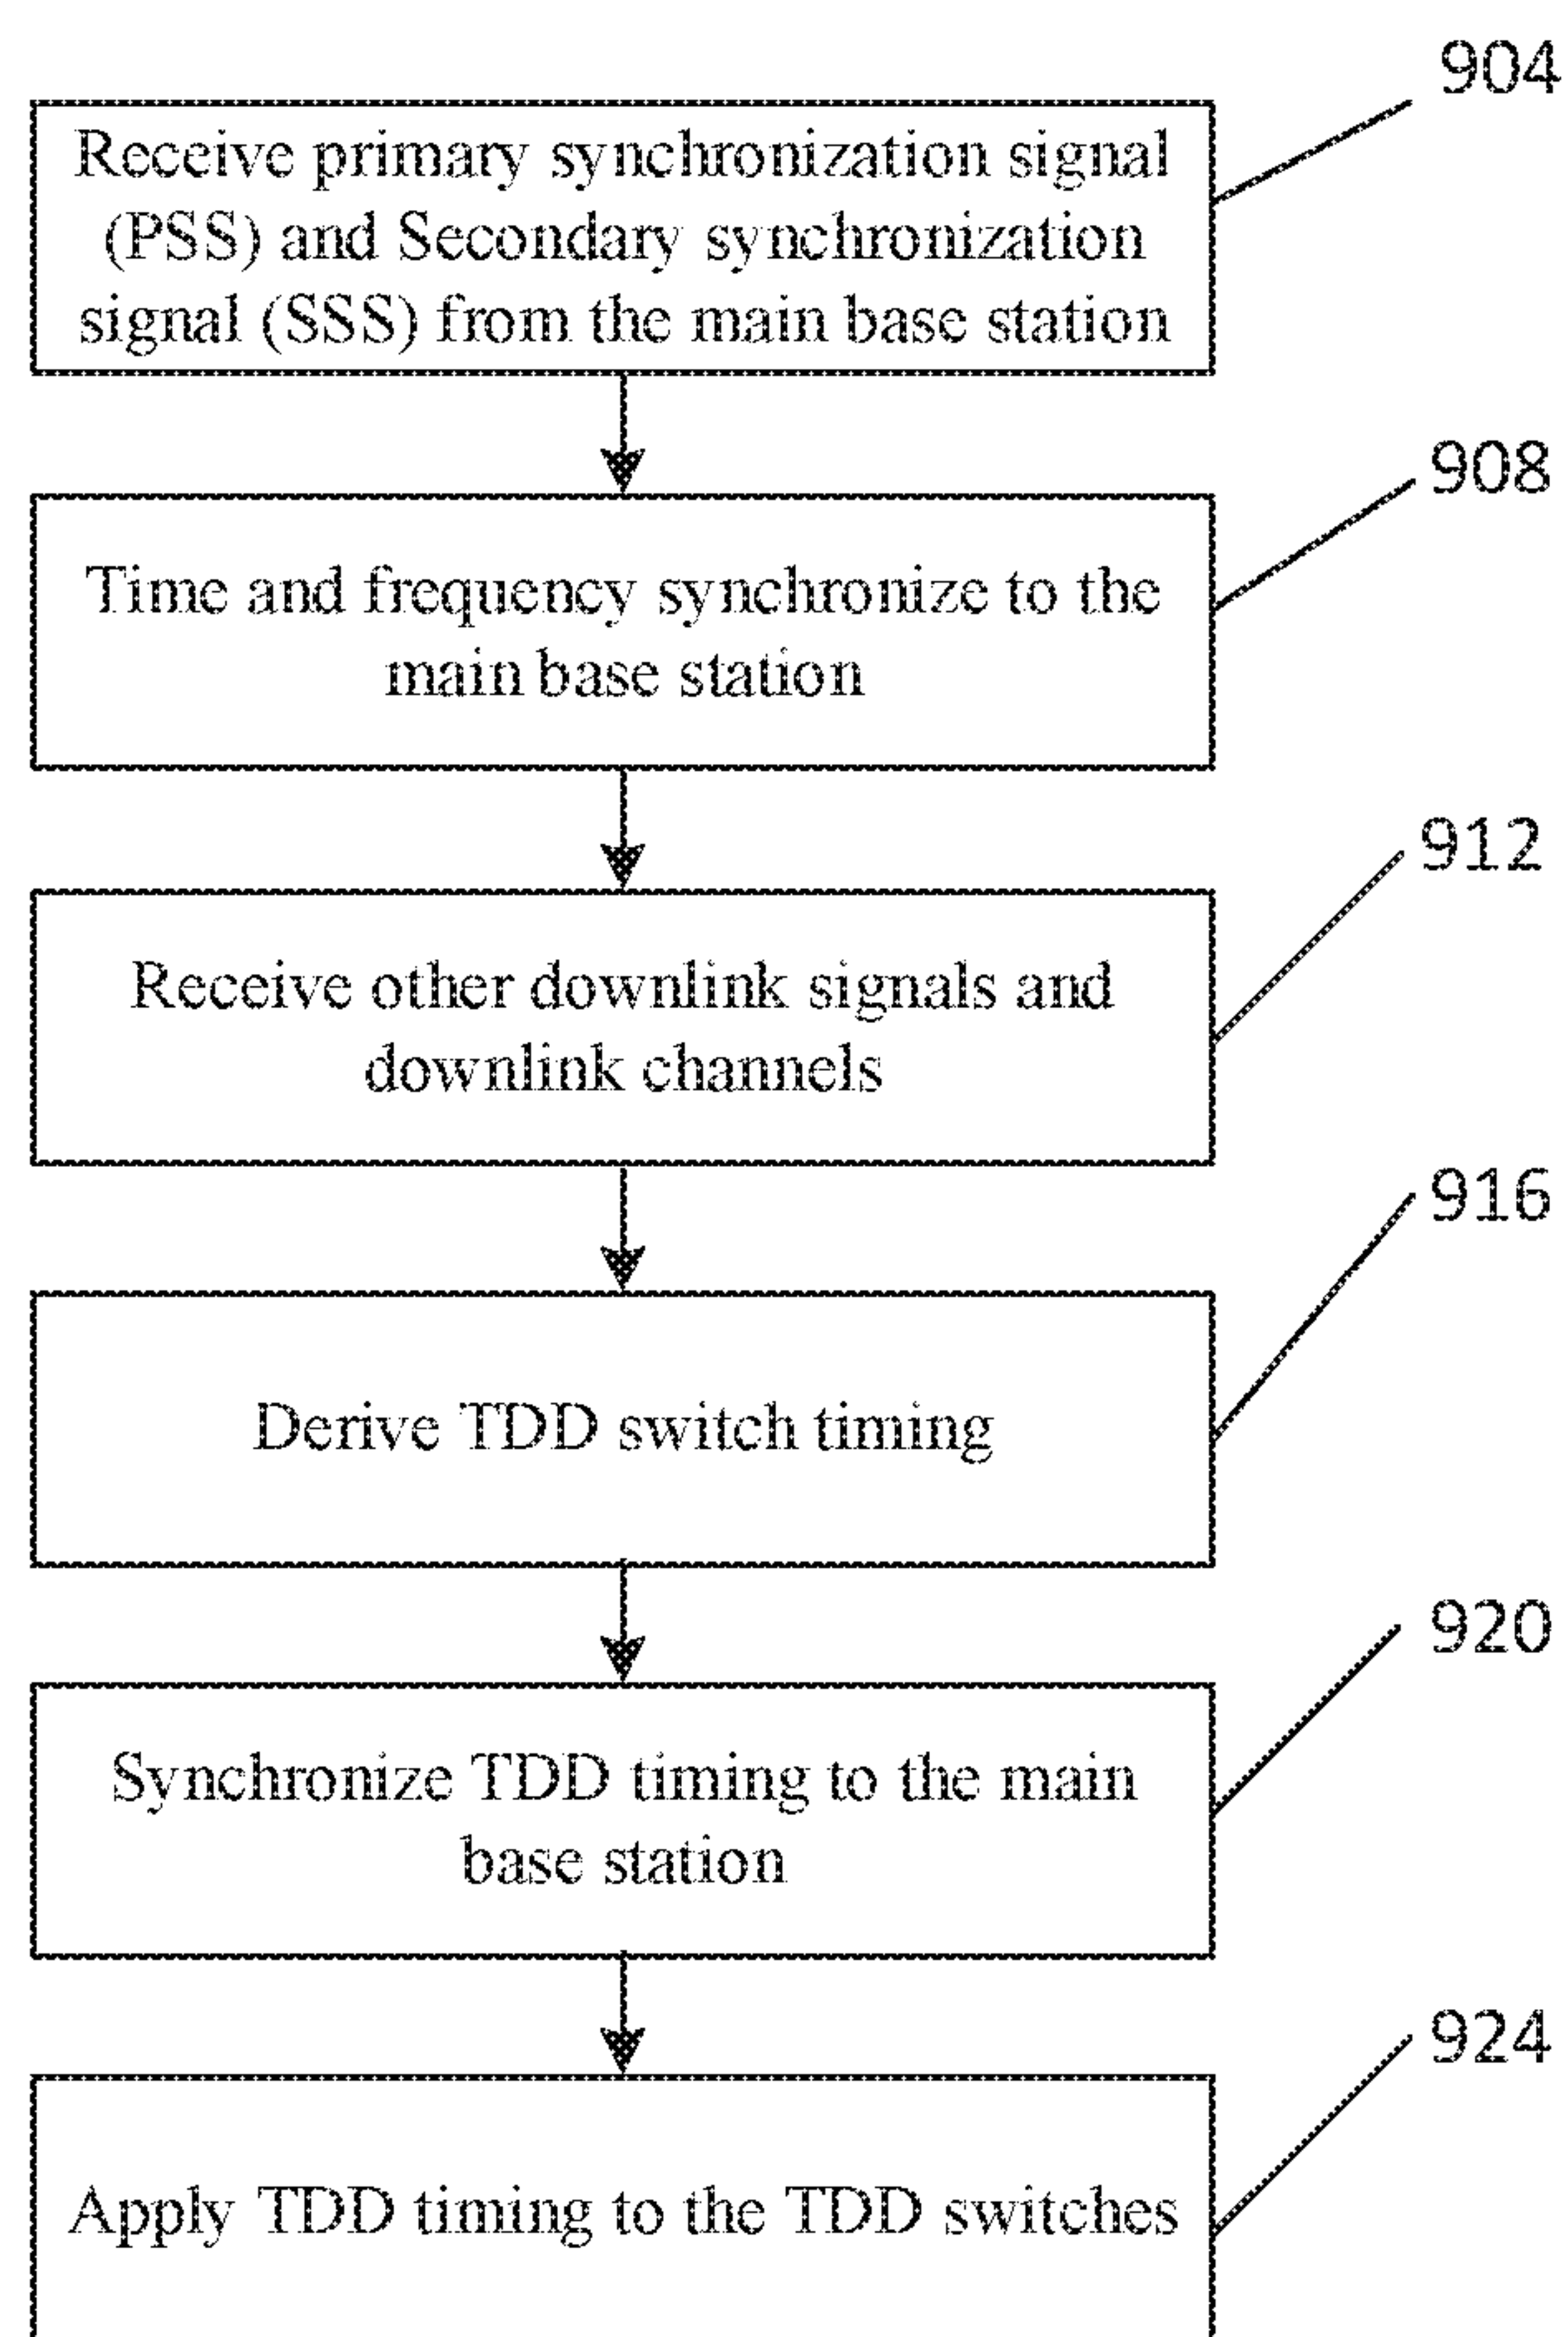 904
Receive primary synchronization signal
(PSS) and Secondary synchronization
signal (SSS) from the main base station
908
Time and frequency synchronize to the
main base station
912
Receive other downlink signals and
downlink channels
916
Derive TDD switch timing
920
Synchronize TDD timing to the main
base station
924
Apply TDD timing to the TDD switches